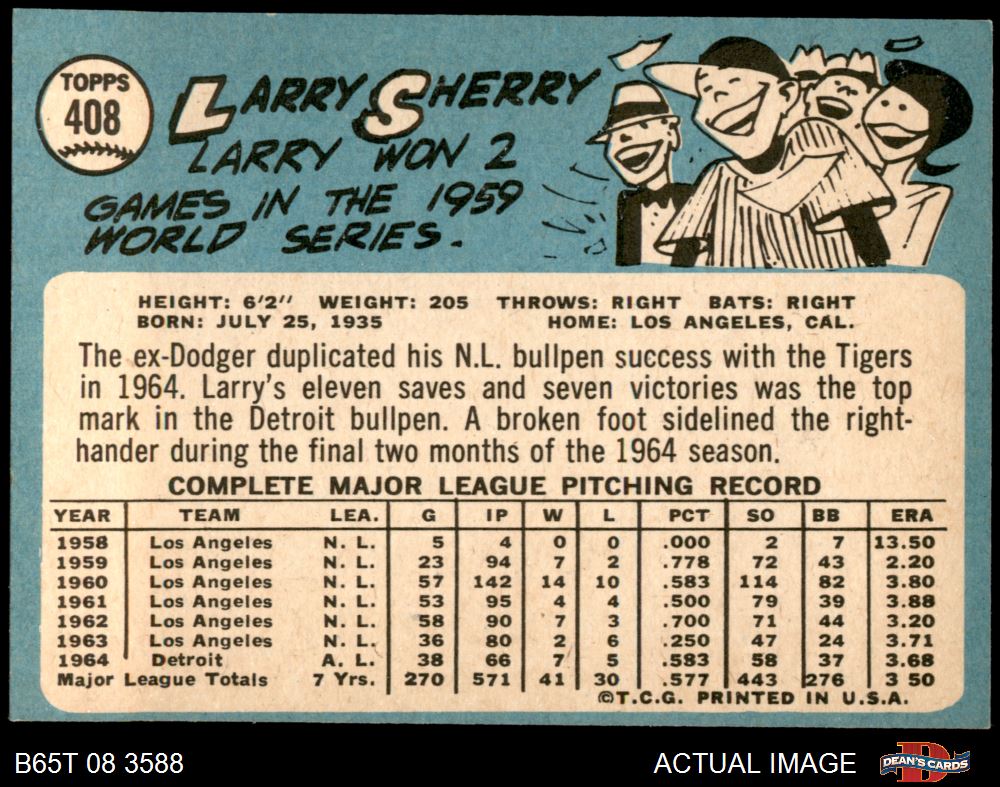 TOPPS
408
LARRY SHERRY
LARRY WON 2
GAMES IN THE 1959
WORLD SERIES.
HEIGHT: 6'2" WEIGHT: 205 THROWS: RIGHT BATS: RIGHT
BORN: JULY 25, 1935 HOME: LOS ANGELES, CAL.
The ex-Dodger duplicated his N.L. bullpen success with the Tigers
in 1964. Larry's eleven saves and seven victories was the top
mark in the Detroit bullpen. A broken foot sidelined the right-
hander during the final two months of the 1964 season.
COMPLETE MAJOR LEAGUE PITCHING RECORD
YEAR TEAM LEA. G IP W L PCT SO BB ERA
1958 Los Angeles N. L. 5 4 0 0 .000 2 7 13.50
1959 Los Angeles N. L. 23 94 7 2 .778 72 43 2.20
1960 Los Angeles N. L. 57 142 14 10 .583 114 82 3.80
1961 Los Angeles N. L. 53 95 4 4 .500 79 39 3.88
1962 Los Angeles N. L. 58 90 7 3 .700 71 44 3.20
1963 Los Angeles N. L. 36 80 2 6 .250 47 24 3.71
1964 Detroit A. L. 38 66 7 5 .583 58 37 3.68
Major League Totals 7 Yrs. 270 571 41 30 .577 443 276 3 50
©T.C.G. PRINTED IN U.S.A.
B65T 08 3588
ACTUAL IMAGE
D
DEAN'S CARDS